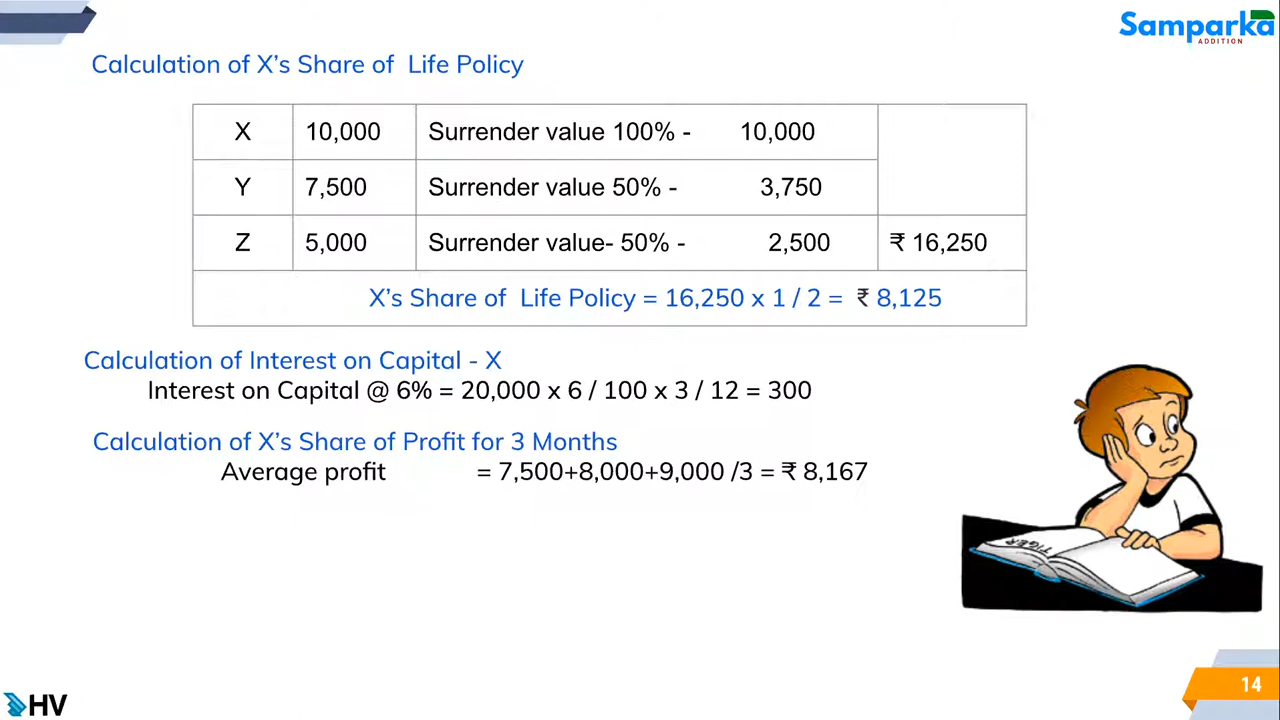 Samparka
ADDITION
Calculation of X’s Share of Life Policy
X 10,000 Surrender value 100% - 10,000
Y 7,500 Surrender value 50% - 3,750
Z 5,000 Surrender value- 50% - 2,500 ₹ 16,250
X’s Share of Life Policy = 16,250 x 1 / 2 = ₹ 8,125
Calculation of Interest on Capital - X
Interest on Capital @ 6% = 20,000 x 6 / 100 x 3 / 12 = 300
Calculation of X’s Share of Profit for 3 Months
Average profit = 7,500+8,000+9,000 /3 = ₹ 8,167
TIGER
HV
14